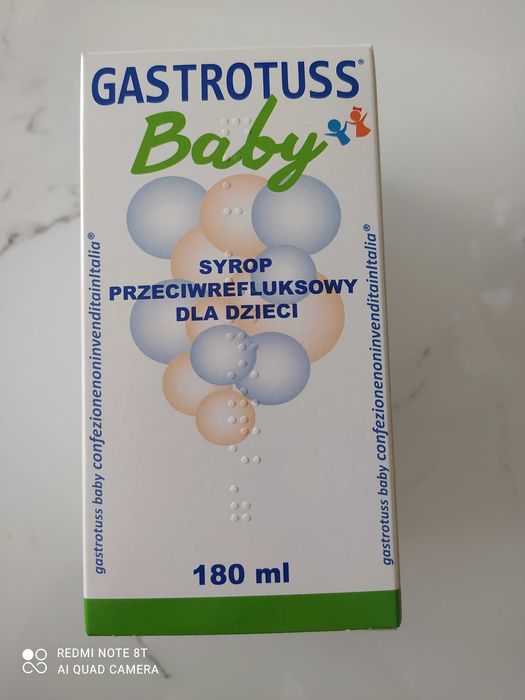 GASTROTUSS®
Baby
SYROP
PRZECIWREFLUKSOWY
DLA DZIECI
gastrotuss baby confezionenoninvenditainItalia®
gastrotuss baby confezionenoninvenditainItalia®
180 ml
REDMI NOTE 8T
AI QUAD CAMERA